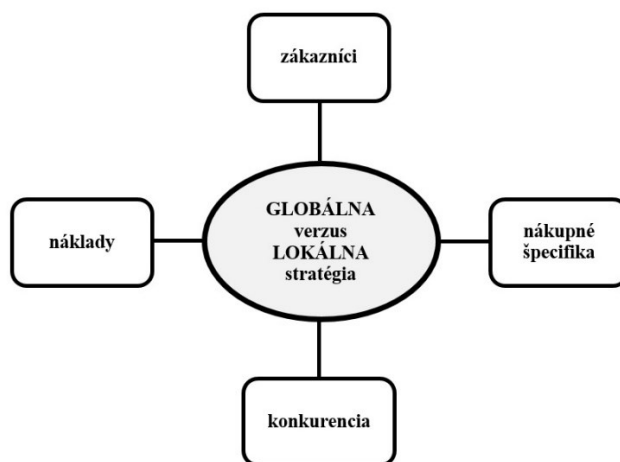 zákazníci
náklady
GLOBÁLNA
verzus
LOKÁLNA
stratégia
nákupné
špecifika
konkurencia